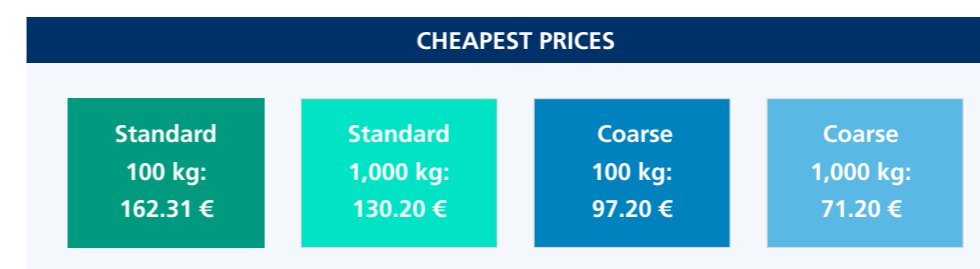 CHEAPEST PRICES
Standard
100 kg:
162.31 €
Standard
1,000 kg:
130.20 €
Coarse
100 kg:
97.20 €
Coarse
1,000 kg:
71.20 €